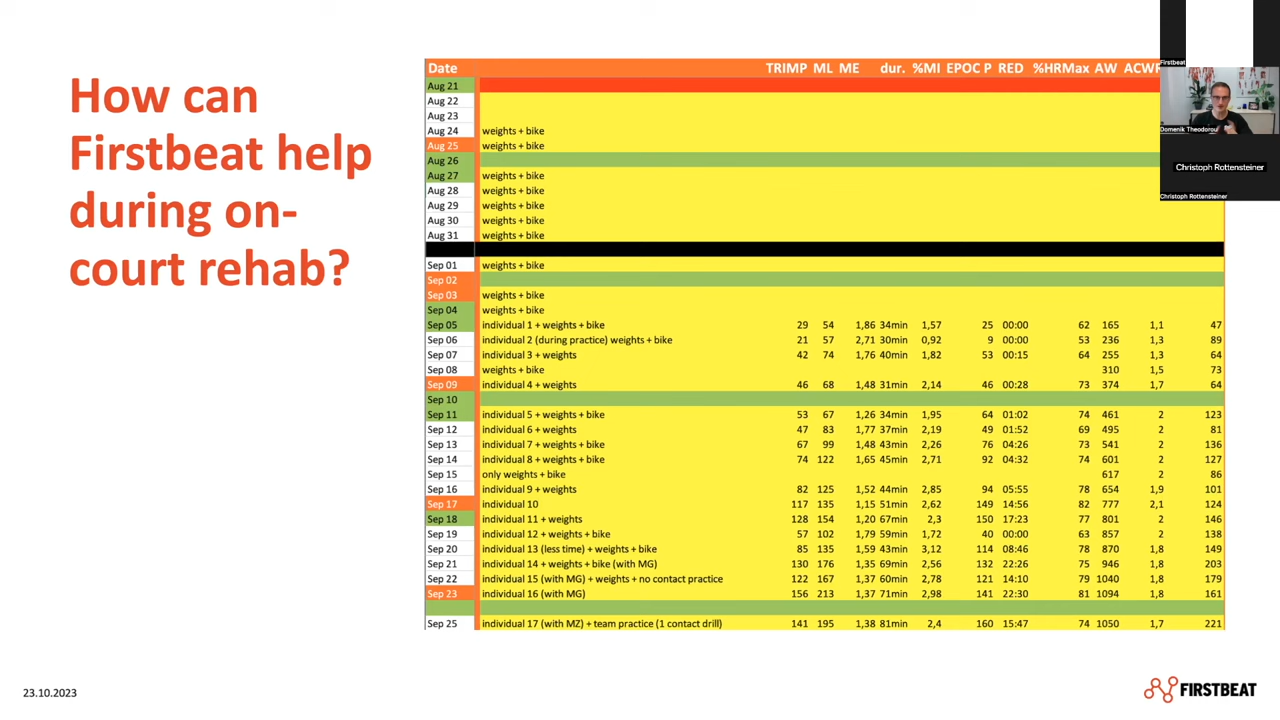 How can
Firstbeat help
during on-
court rehab?
Date TRIMP ML ME dur. %MI EPOC P RED %HRMax AW ACWR
Aug 21
Aug 22
Aug 23
Aug 24 weights + bike
Aug 25 weights + bike
Aug 26
Aug 27 weights + bike
Aug 28 weights + bike
Aug 29 weights + bike
Aug 30 weights + bike
Aug 31 weights + bike
Sep 01 weights + bike
Sep 02
Sep 03 weights + bike
Sep 04 weights + bike
Sep 05 individual 1 + weights + bike 29 54 1,86 34min 1,57 25 00:00 62 165 1,1 47
Sep 06 individual 2 (during practice) weights + bike 21 57 2,71 30min 0,92 9 00:00 53 236 1,3 89
Sep 07 individual 3 + weights 42 74 1,76 40min 1,82 53 00:15 64 255 1,3 64
Sep 08 weights + bike 310 1,5 73
Sep 09 individual 4 + weights 46 68 1,48 31min 2,14 46 00:28 73 374 1,7 64
Sep 10
Sep 11 individual 5 + weights + bike 53 67 1,26 34min 1,95 64 01:02 74 461 2 123
Sep 12 individual 6 + weights 47 83 1,77 37min 2,19 49 01:52 69 495 2 81
Sep 13 individual 7 + weights + bike 67 99 1,48 43min 2,26 76 04:26 73 541 2 136
Sep 14 individual 8 + weights + bike 74 122 1,65 45min 2,71 92 04:32 74 601 2 127
Sep 15 only weights + bike 617 2 86
Sep 16 individual 9 + weights 82 125 1,52 44min 2,85 94 05:55 78 654 1,9 101
Sep 17 individual 10 117 135 1,15 51min 2,62 149 14:56 82 777 2,1 124
Sep 18 individual 11 + weights 128 154 1,20 67min 2,3 150 17:23 77 801 2 146
Sep 19 individual 12 + weights + bike 57 102 1,79 59min 1,72 40 00:00 63 857 2 138
Sep 20 individual 13 (less time) + weights + bike 85 135 1,59 43min 3,12 114 08:46 78 870 1,8 149
Sep 21 individual 14 + weights + bike (with MG) 130 176 1,35 69min 2,56 132 22:26 75 946 1,8 203
Sep 22 individual 15 (with MG) + weights + no contact practice 122 167 1,37 60min 2,78 121 14:10 79 1040 1,8 179
Sep 23 individual 16 (with MG) 156 213 1,37 71min 2,98 141 22:30 81 1094 1,8 161
Sep 25 individual 17 (with MZ) + team practice (1 contact drill) 141 195 1,38 81min 2,4 160 15:47 74 1050 1,7 221
Firstbeat
Domenik Theodorou
Christoph Rottensteiner
Christoph Rottensteiner
23.10.2023
FIRSTBEAT